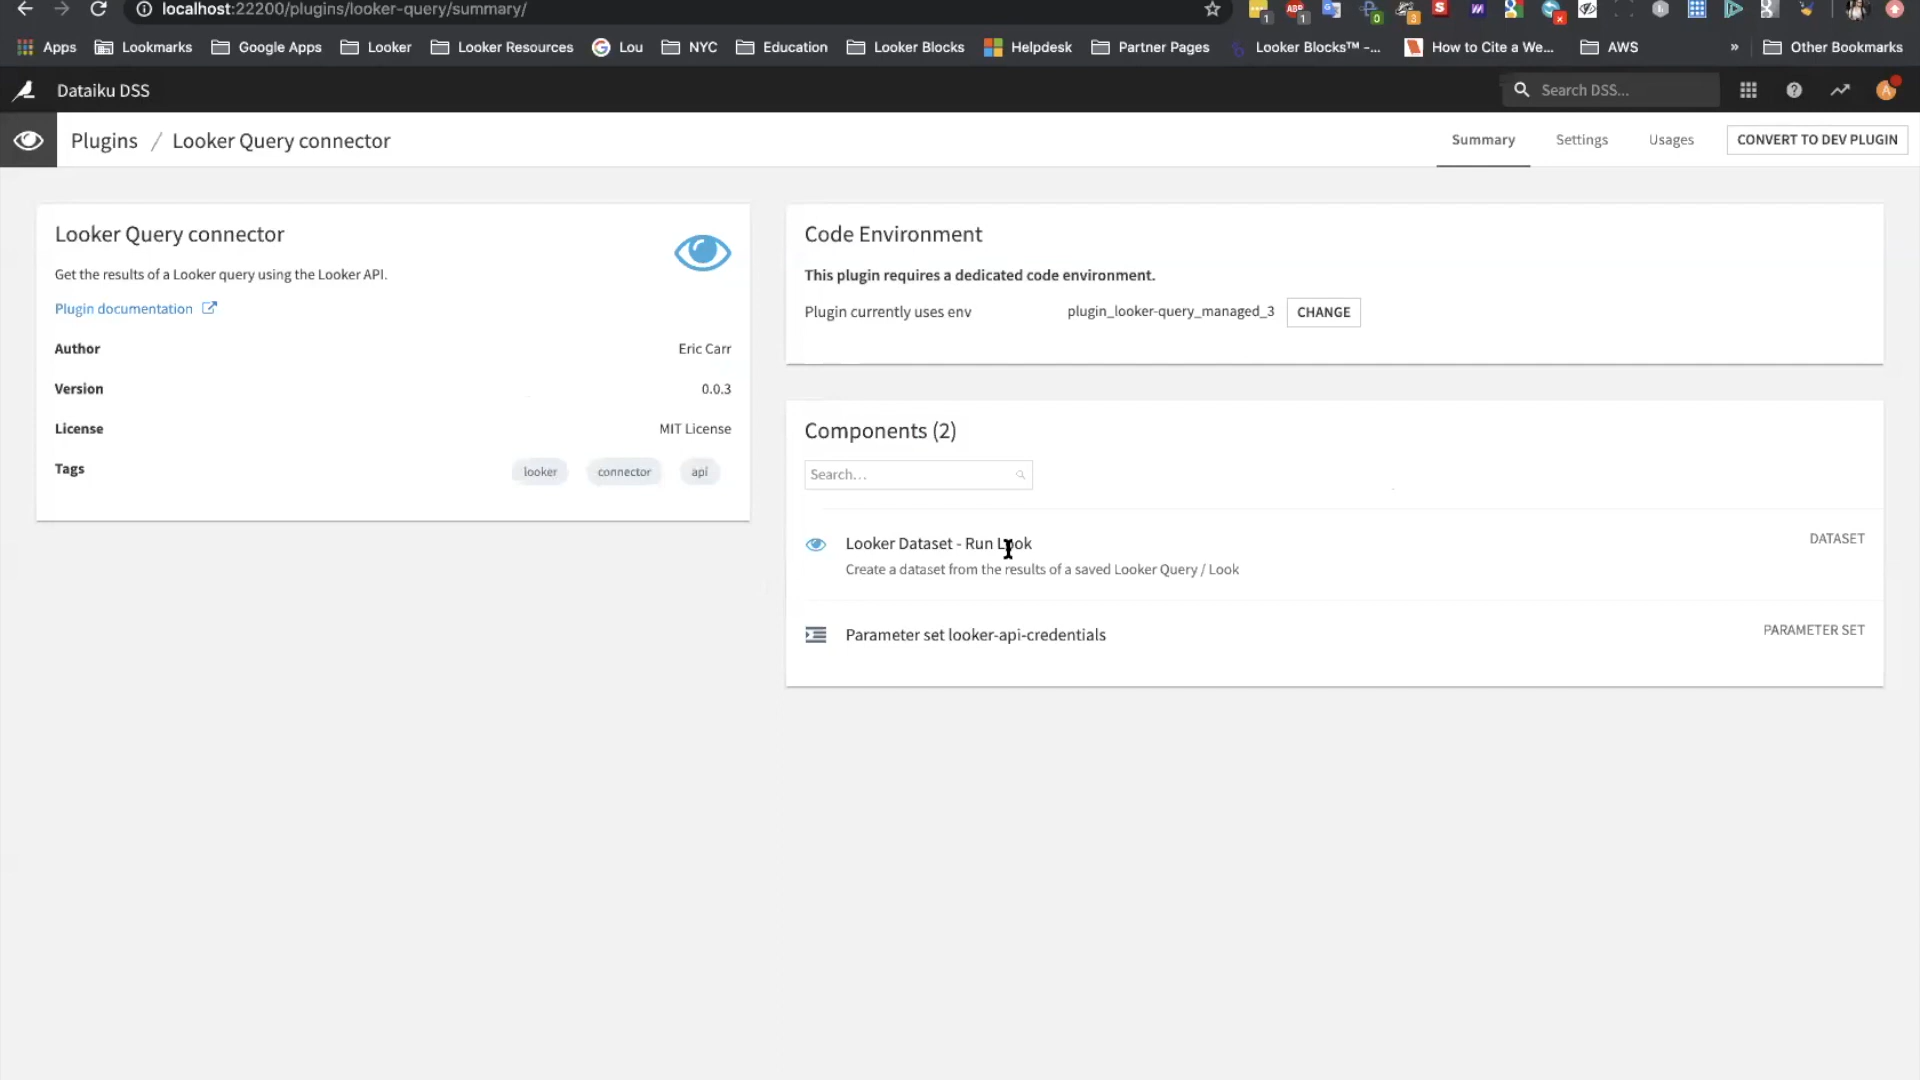 localhost:22200/plugins/looker-query/summary/
Apps Lookmarks Google Apps Looker Looker Resources Lou NYC Education Looker Blocks Helpdesk Partner Pages Looker Blocks™ –... How to Cite a We... AWS » Other Bookmarks
Dataiku DSS Search DSS... A
Plugins / Looker Query connector Summary Settings Usages CONVERT TO DEV PLUGIN
Looker Query connector
Get the results of a Looker query using the Looker API.
Plugin documentation
Author Eric Carr
Version 0.0.3
License MIT License
Tags looker connector api
Code Environment
This plugin requires a dedicated code environment.
Plugin currently uses env plugin_looker-query_managed_3 CHANGE
Components (2)
Search...
Looker Dataset - Run Look DATASET
Create a dataset from the results of a saved Looker Query / Look
Parameter set looker-api-credentials PARAMETER SET